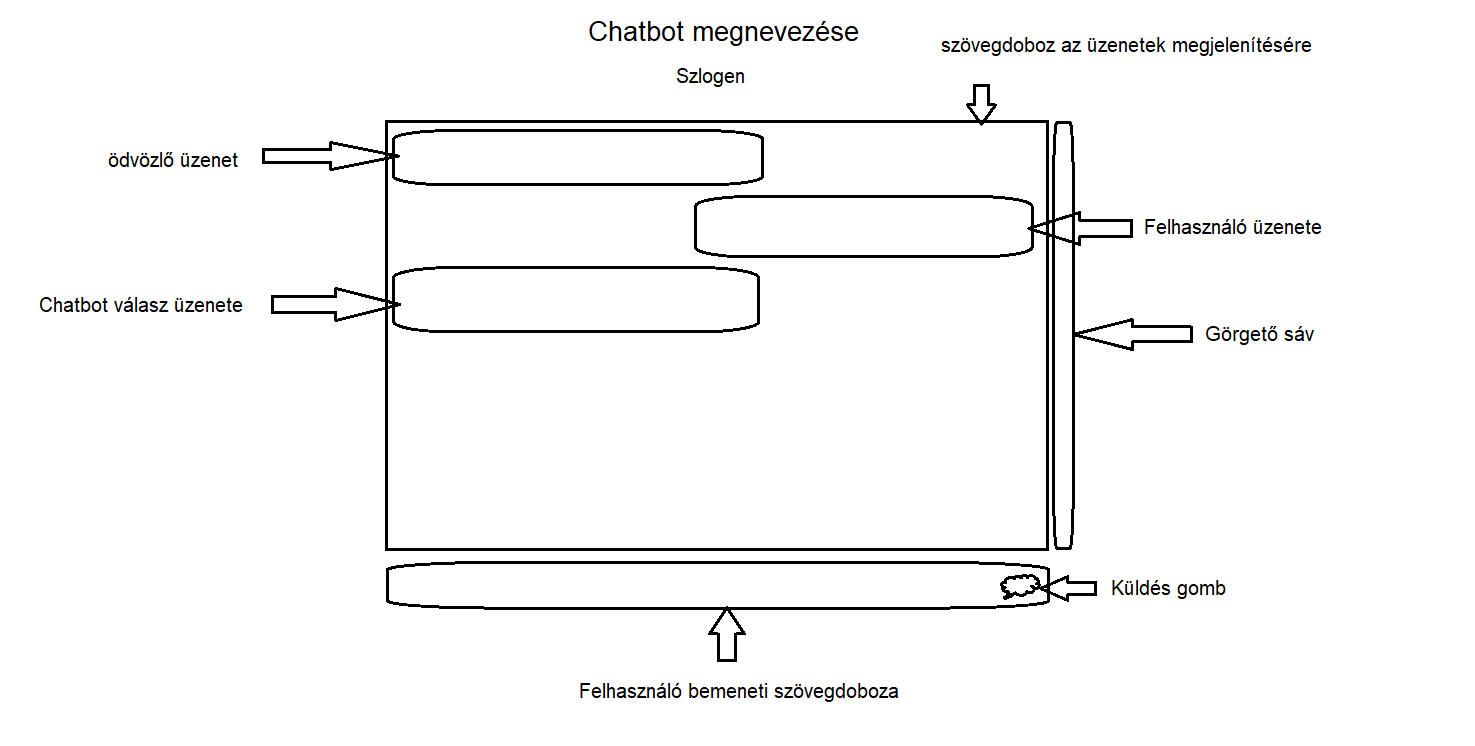 Chatbot megnevezése
szövegdoboz az üzenetek megjelenítésére
Szlogen
ödvözlő üzenet
Felhasználó üzenete
Chatbot válasz üzenete
Görgető sáv
Küldés gomb
Felhasználó bemeneti szövegdoboza